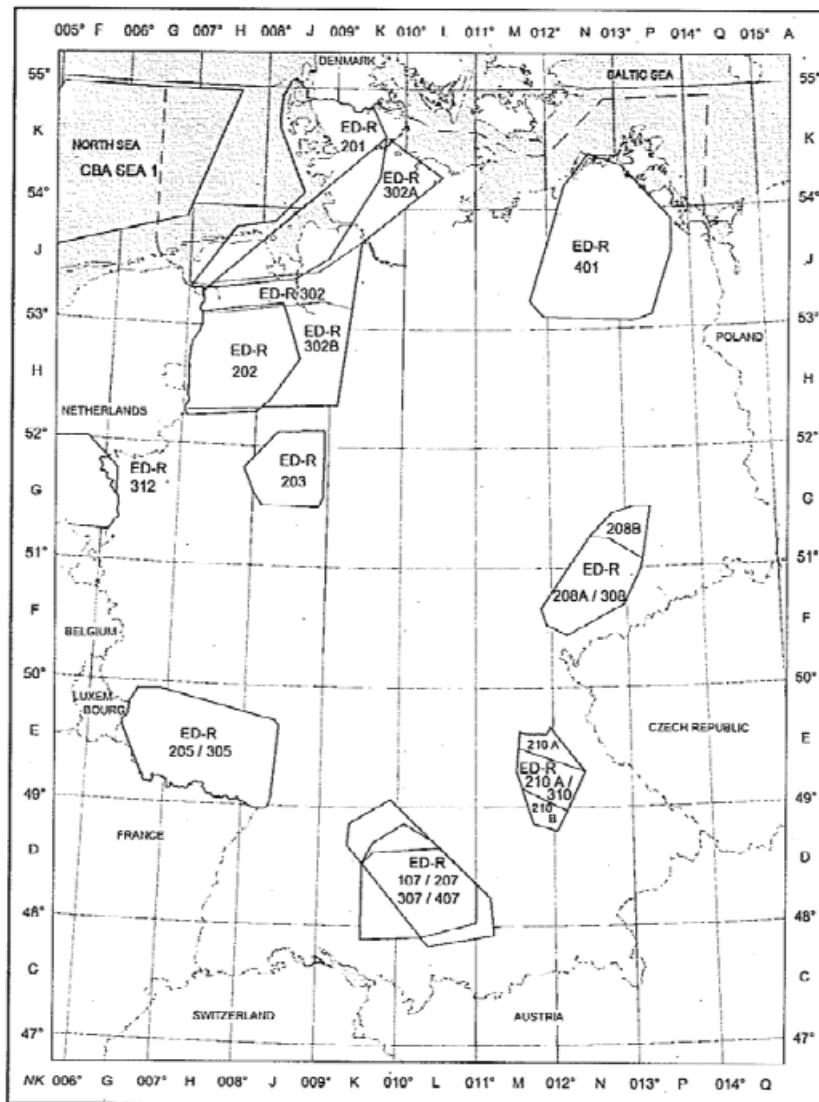 005° F 006° G 007° H 008° J 009° K 010° L 011° M 012° N 013° P 014° Q 015° A
DENMARK
55° BALTIC SEA 55°
K NORTH SEA ED-R K
201
CBA SEA 1
ED-R
54° 302A 54°
J ED-R J
401
ED-R 302
53° 53°
ED-R
302B
POLAND
H ED-R H
202
NETHERLANDS
52° 52°
ED-R ED-R
G 312 203 G
208B
51° 51°
ED-R
208A / 308
F F
BELGIUM
50° 50°
LUXEM
BOURG
E ED-R 210 A CZECH REPUBLIC E
205 / 305
ED-R
210 A /
310
49° 210 49°
B
FRANCE
D ED-R D
107 / 207
307 / 407
48° 48°
C C
SWITZERLAND AUSTRIA
47° 47°
NK 006° G 007° H 008° J 009° K 010° L 011° M 012° N 013° P 014° Q